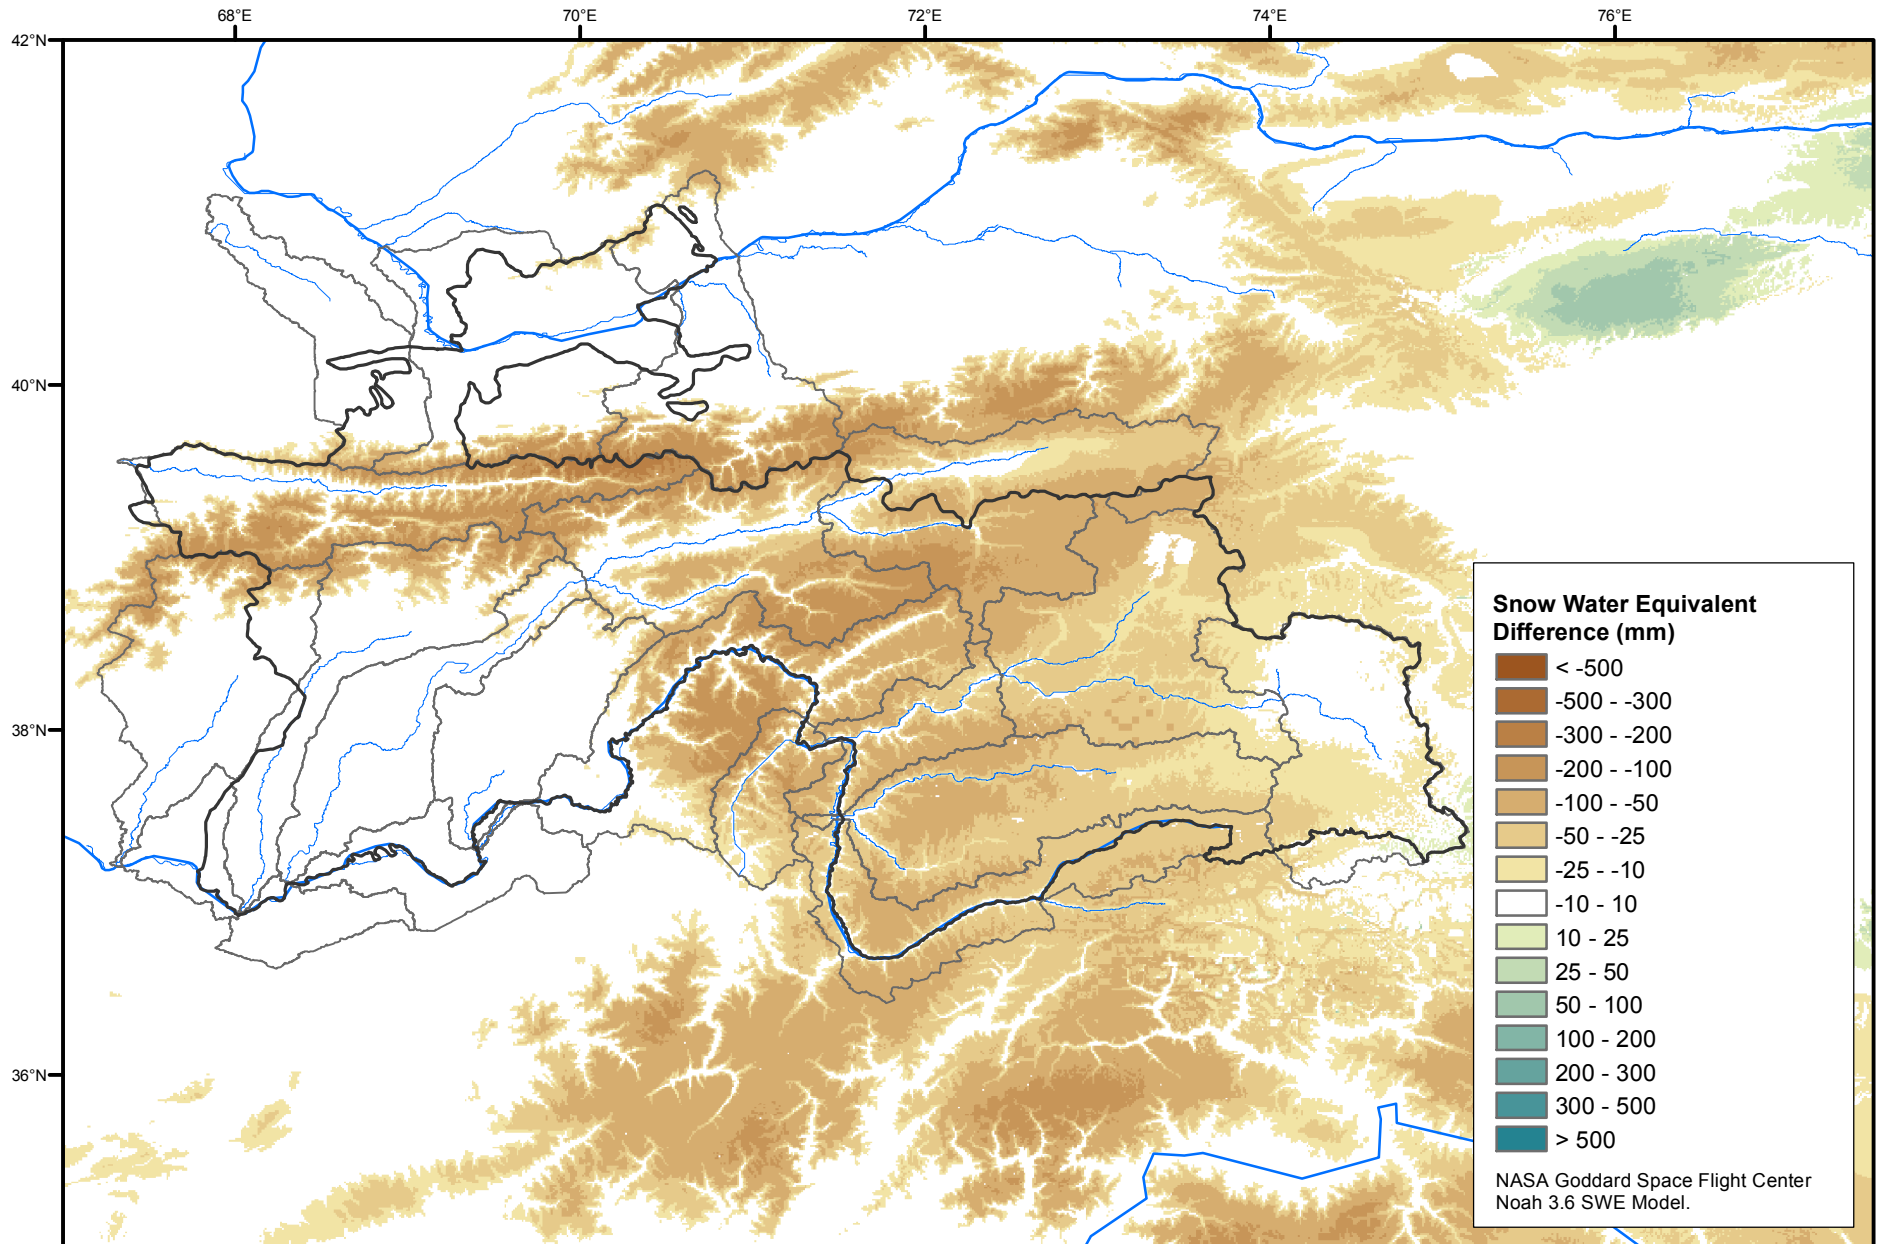 68°E
70°E
72°E
74°E
76°E
42°N
40°N
38°N
36°N
Snow Water Equivalent
Difference (mm)
< -500
-500 - -300
-300 - -200
-200 - -100
-100 - -50
-50 - -25
-25 - -10
-10 - 10
10 - 25
25 - 50
50 - 100
100 - 200
200 - 300
300 - 500
> 500
NASA Goddard Space Flight Center
Noah 3.6 SWE Model.